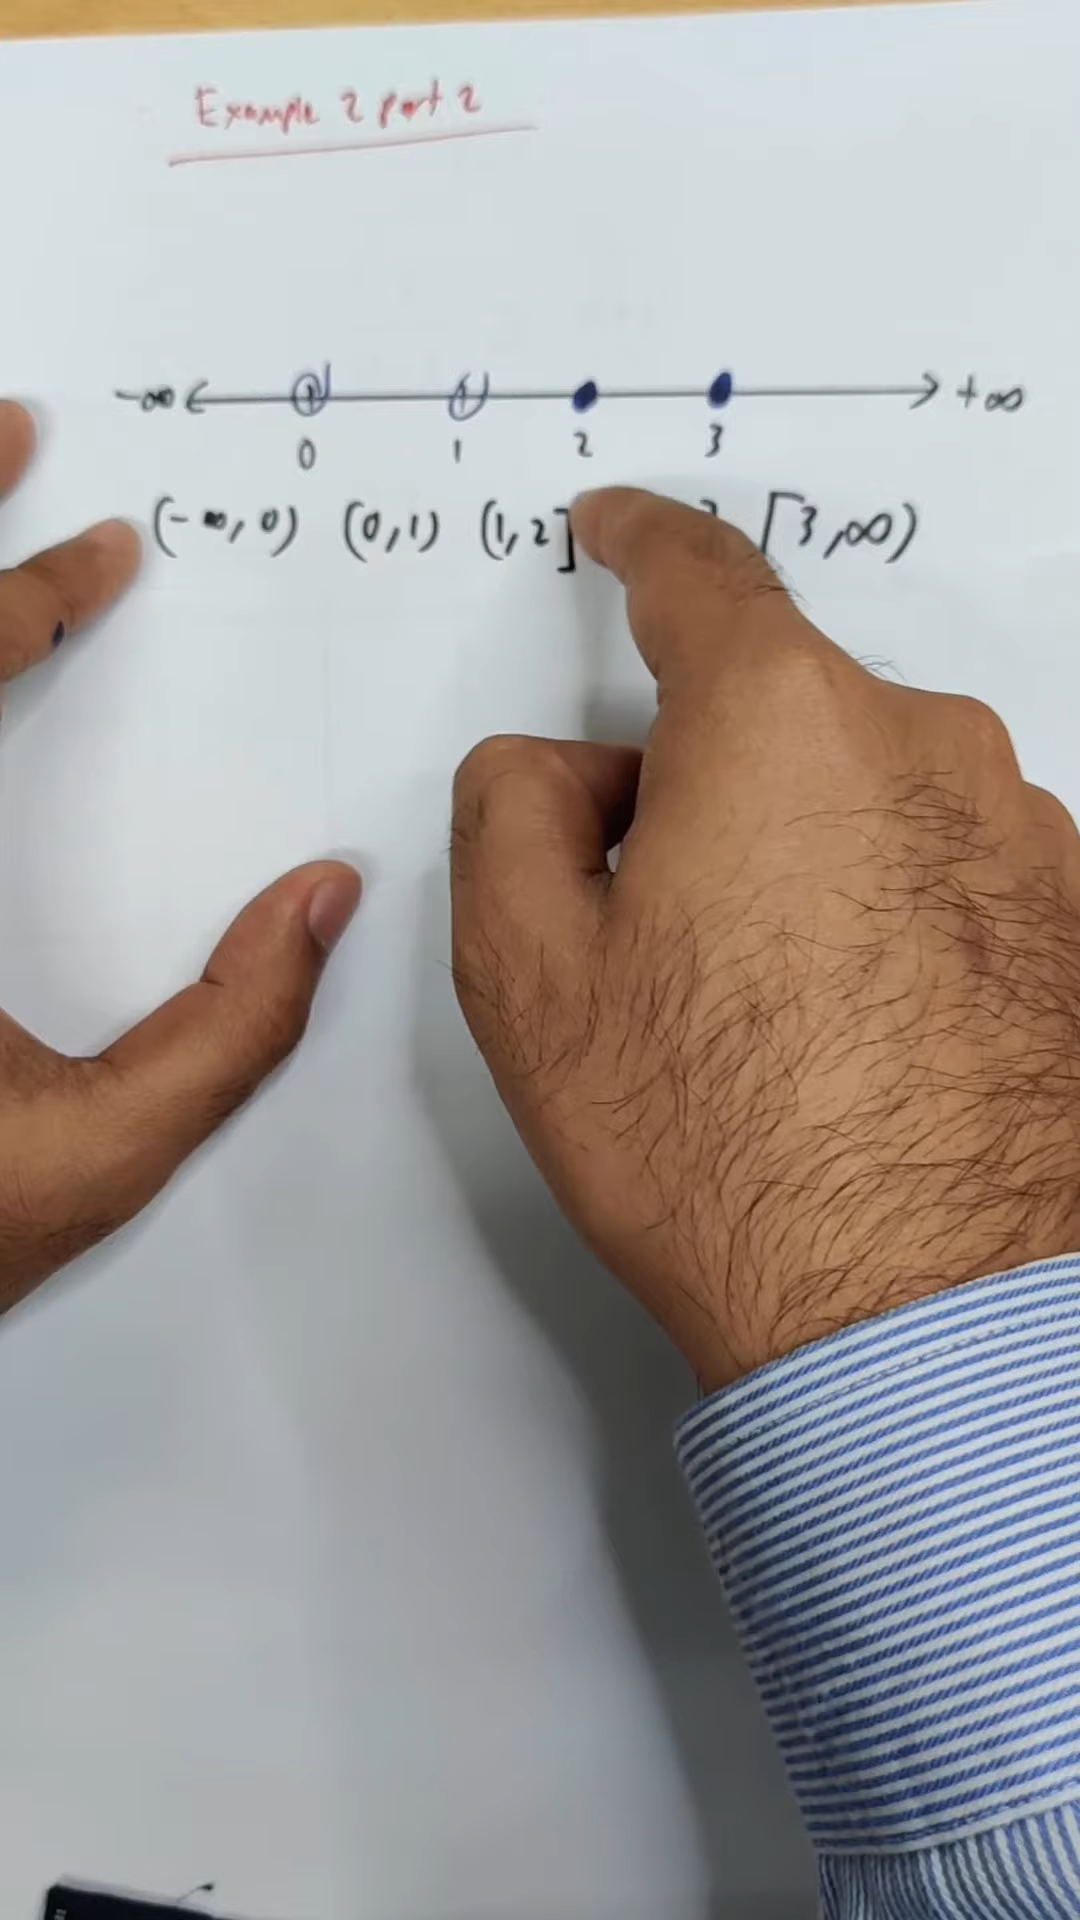 Example 2 part 2
-∞ +∞
0 1 2 3
(-∞, 0) (0,1) (1,2] [3,∞)